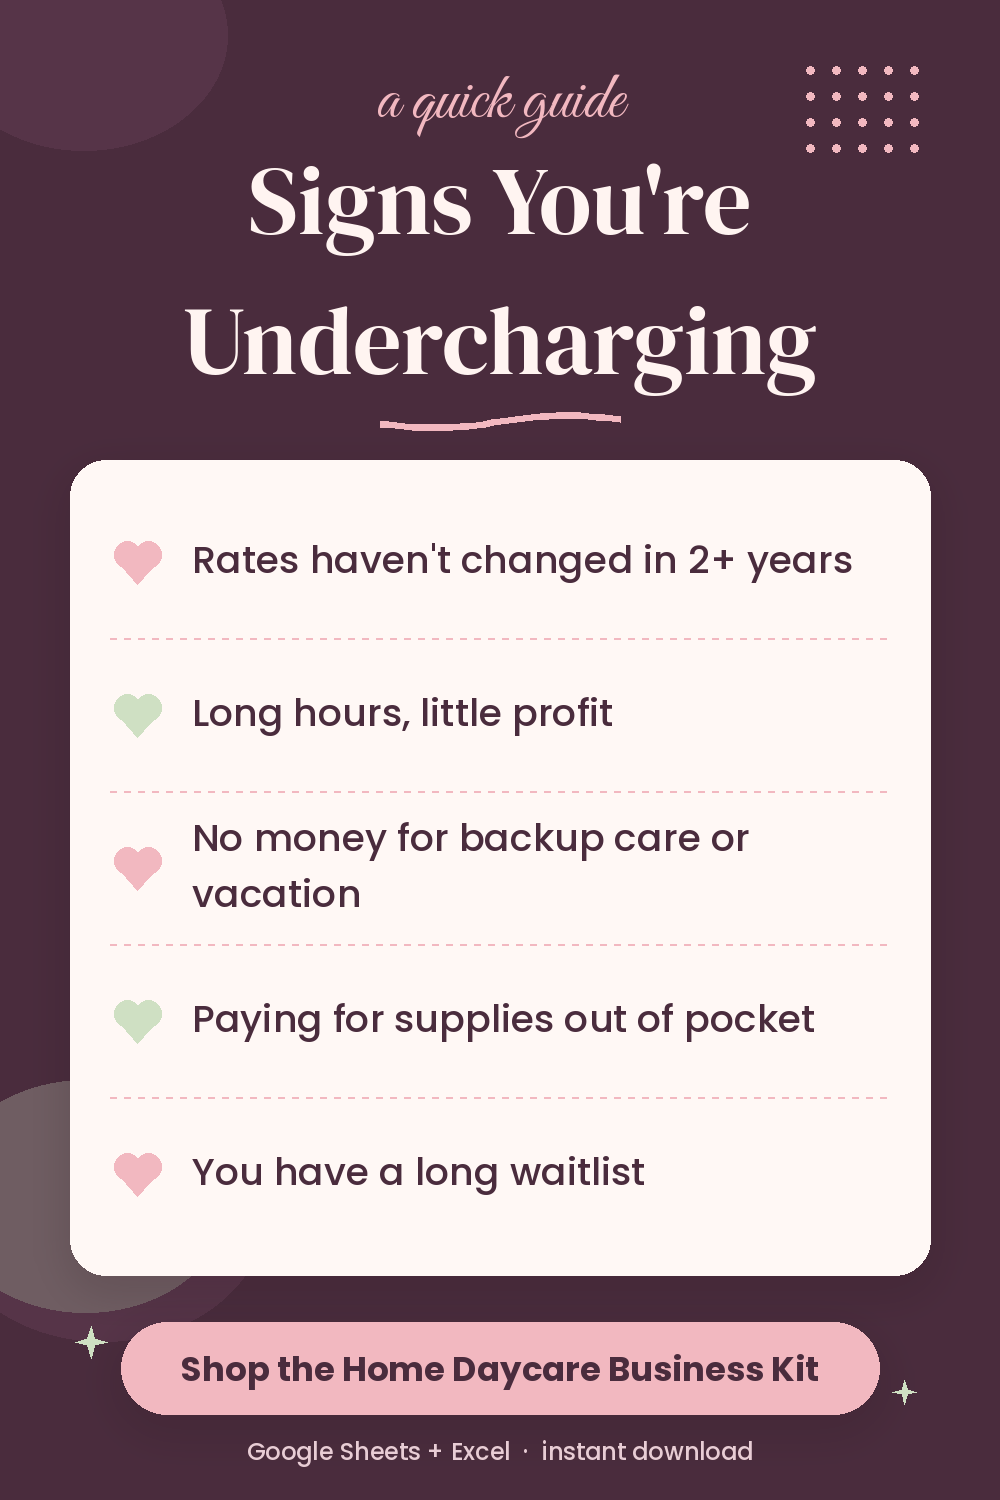 a quick guide
Signs You're
Undercharging
Rates haven't changed in 2+ years
Long hours, little profit
No money for backup care or
vacation
Paying for supplies out of pocket
You have a long waitlist
Shop the Home Daycare Business Kit
Google Sheets + Excel · instant download